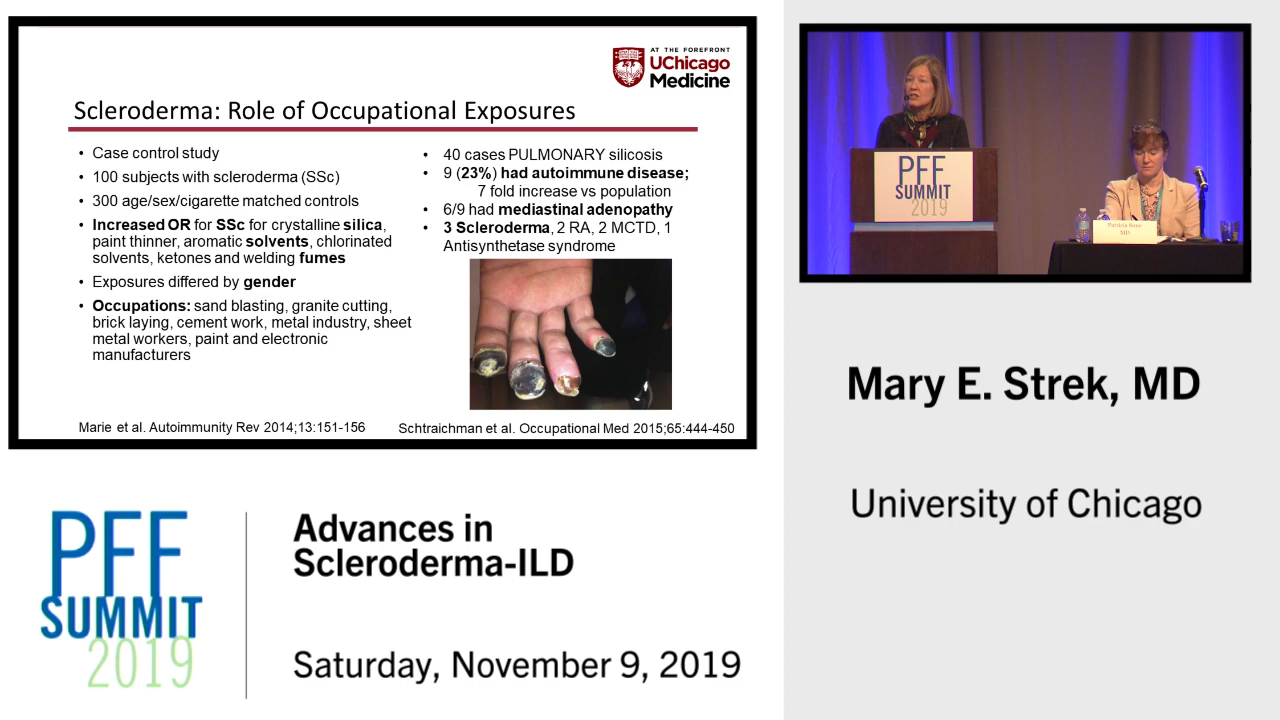 AT THE FOREFRONT
UChicago
Medicine
Scleroderma: Role of Occupational Exposures
• Case control study
• 100 subjects with scleroderma (SSc)
• 300 age/sex/cigarette matched controls
• Increased OR for SSc for crystalline silica,
paint thinner, aromatic solvents, chlorinated
solvents, ketones and welding fumes
• Exposures differed by gender
• Occupations: sand blasting, granite cutting,
brick laying, cement work, metal industry, sheet
metal workers, paint and electronic
manufacturers
Marie et al. Autoimmunity Rev 2014;13:151-156
• 40 cases PULMONARY silicosis
• 9 (23%) had autoimmune disease;
7 fold increase vs population
• 6/9 had mediastinal adenopathy
• 3 Scleroderma, 2 RA, 2 MCTD, 1
Antisynthetase syndrome
Schtraichman et al. Occupational Med 2015;65:444-450
PFF
SUMMIT
2019
Patricia
MD
Mary E. Strek, MD
University of Chicago
PFF
SUMMIT
2019
Advances in
Scleroderma-ILD
Saturday, November 9, 2019